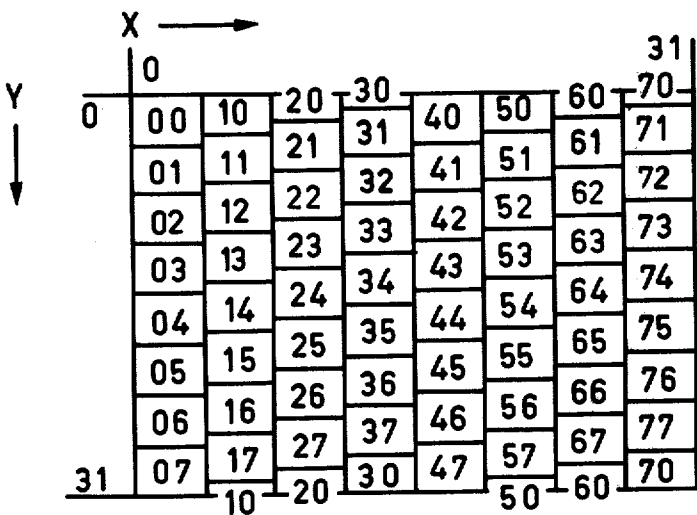 X
0 31
Y
0 00 10 20 30 40 50 60 70
01 11 21 31 41 51 61 71
02 12 22 32 42 52 62 72
03 13 23 33 43 53 63 73
04 14 24 34 44 54 64 74
05 15 25 35 45 55 65 75
06 16 26 36 46 56 66 76
07 17 27 37 47 57 67 77
31 10 20 30 50 60 70